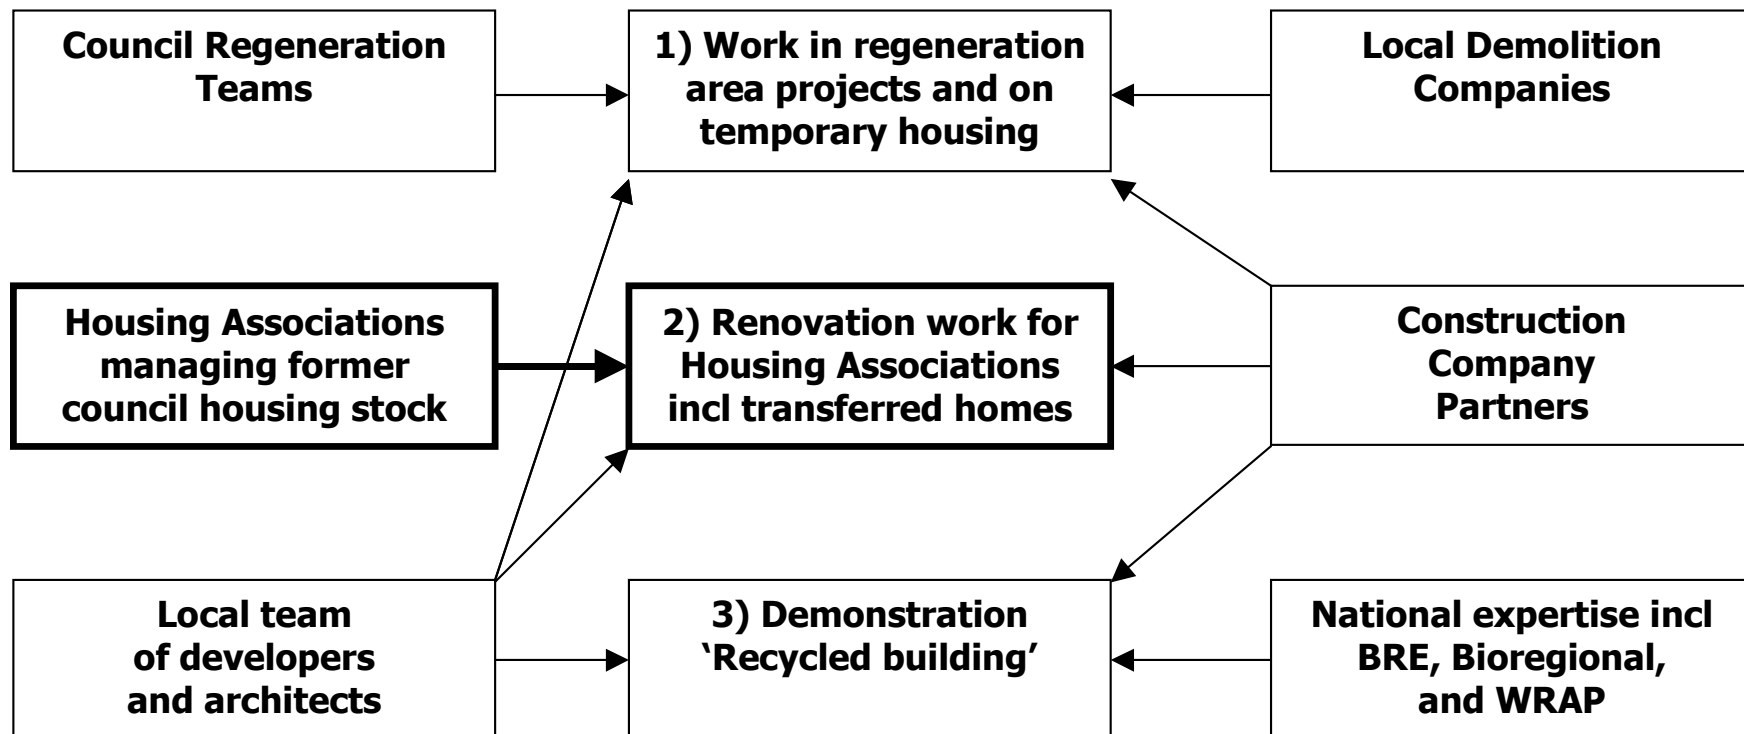 Council Regeneration
Teams
1) Work in regeneration
area projects and on
temporary housing
Local Demolition
Companies
Housing Associations
managing former
council housing stock
2) Renovation work for
Housing Associations
incl transferred homes
Construction
Company
Partners
Local team
of developers
and architects
3) Demonstration
‘Recycled building’
National expertise incl
BRE, Bioregional,
and WRAP